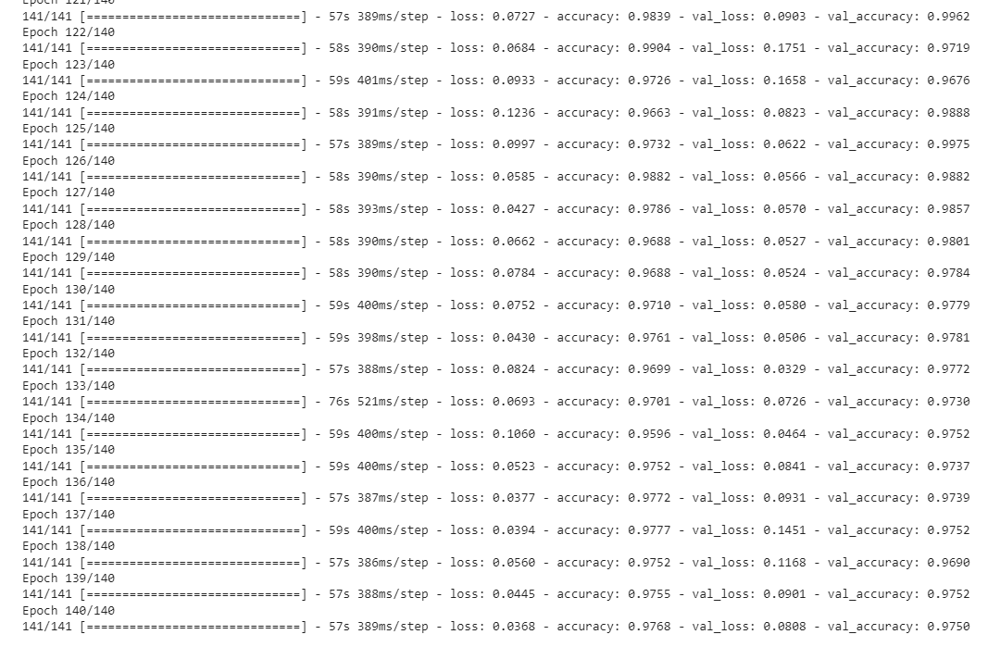 Epoch 121/140
141/141 [==============================] - 57s 389ms/step - loss: 0.0727 - accuracy: 0.9839 - val_loss: 0.0903 - val_accuracy: 0.9962
Epoch 122/140
141/141 [==============================] - 58s 390ms/step - loss: 0.0684 - accuracy: 0.9904 - val_loss: 0.1751 - val_accuracy: 0.9719
Epoch 123/140
141/141 [==============================] - 59s 401ms/step - loss: 0.0933 - accuracy: 0.9726 - val_loss: 0.1658 - val_accuracy: 0.9676
Epoch 124/140
141/141 [==============================] - 58s 391ms/step - loss: 0.1236 - accuracy: 0.9663 - val_loss: 0.0823 - val_accuracy: 0.9888
Epoch 125/140
141/141 [==============================] - 57s 389ms/step - loss: 0.0997 - accuracy: 0.9732 - val_loss: 0.0622 - val_accuracy: 0.9975
Epoch 126/140
141/141 [==============================] - 58s 390ms/step - loss: 0.0585 - accuracy: 0.9882 - val_loss: 0.0566 - val_accuracy: 0.9882
Epoch 127/140
141/141 [==============================] - 58s 393ms/step - loss: 0.0427 - accuracy: 0.9786 - val_loss: 0.0570 - val_accuracy: 0.9857
Epoch 128/140
141/141 [==============================] - 58s 390ms/step - loss: 0.0662 - accuracy: 0.9688 - val_loss: 0.0527 - val_accuracy: 0.9801
Epoch 129/140
141/141 [==============================] - 58s 390ms/step - loss: 0.0784 - accuracy: 0.9688 - val_loss: 0.0524 - val_accuracy: 0.9784
Epoch 130/140
141/141 [==============================] - 59s 400ms/step - loss: 0.0752 - accuracy: 0.9710 - val_loss: 0.0580 - val_accuracy: 0.9779
Epoch 131/140
141/141 [==============================] - 59s 398ms/step - loss: 0.0430 - accuracy: 0.9761 - val_loss: 0.0506 - val_accuracy: 0.9781
Epoch 132/140
141/141 [==============================] - 57s 388ms/step - loss: 0.0824 - accuracy: 0.9699 - val_loss: 0.0329 - val_accuracy: 0.9772
Epoch 133/140
141/141 [==============================] - 76s 521ms/step - loss: 0.0693 - accuracy: 0.9701 - val_loss: 0.0726 - val_accuracy: 0.9730
Epoch 134/140
141/141 [==============================] - 59s 400ms/step - loss: 0.1060 - accuracy: 0.9596 - val_loss: 0.0464 - val_accuracy: 0.9752
Epoch 135/140
141/141 [==============================] - 59s 400ms/step - loss: 0.0523 - accuracy: 0.9752 - val_loss: 0.0841 - val_accuracy: 0.9737
Epoch 136/140
141/141 [==============================] - 57s 387ms/step - loss: 0.0377 - accuracy: 0.9772 - val_loss: 0.0931 - val_accuracy: 0.9739
Epoch 137/140
141/141 [==============================] - 59s 400ms/step - loss: 0.0394 - accuracy: 0.9777 - val_loss: 0.1451 - val_accuracy: 0.9752
Epoch 138/140
141/141 [==============================] - 57s 386ms/step - loss: 0.0560 - accuracy: 0.9752 - val_loss: 0.1168 - val_accuracy: 0.9690
Epoch 139/140
141/141 [==============================] - 57s 388ms/step - loss: 0.0445 - accuracy: 0.9755 - val_loss: 0.0901 - val_accuracy: 0.9752
Epoch 140/140
141/141 [==============================] - 57s 389ms/step - loss: 0.0368 - accuracy: 0.9768 - val_loss: 0.0808 - val_accuracy: 0.9750